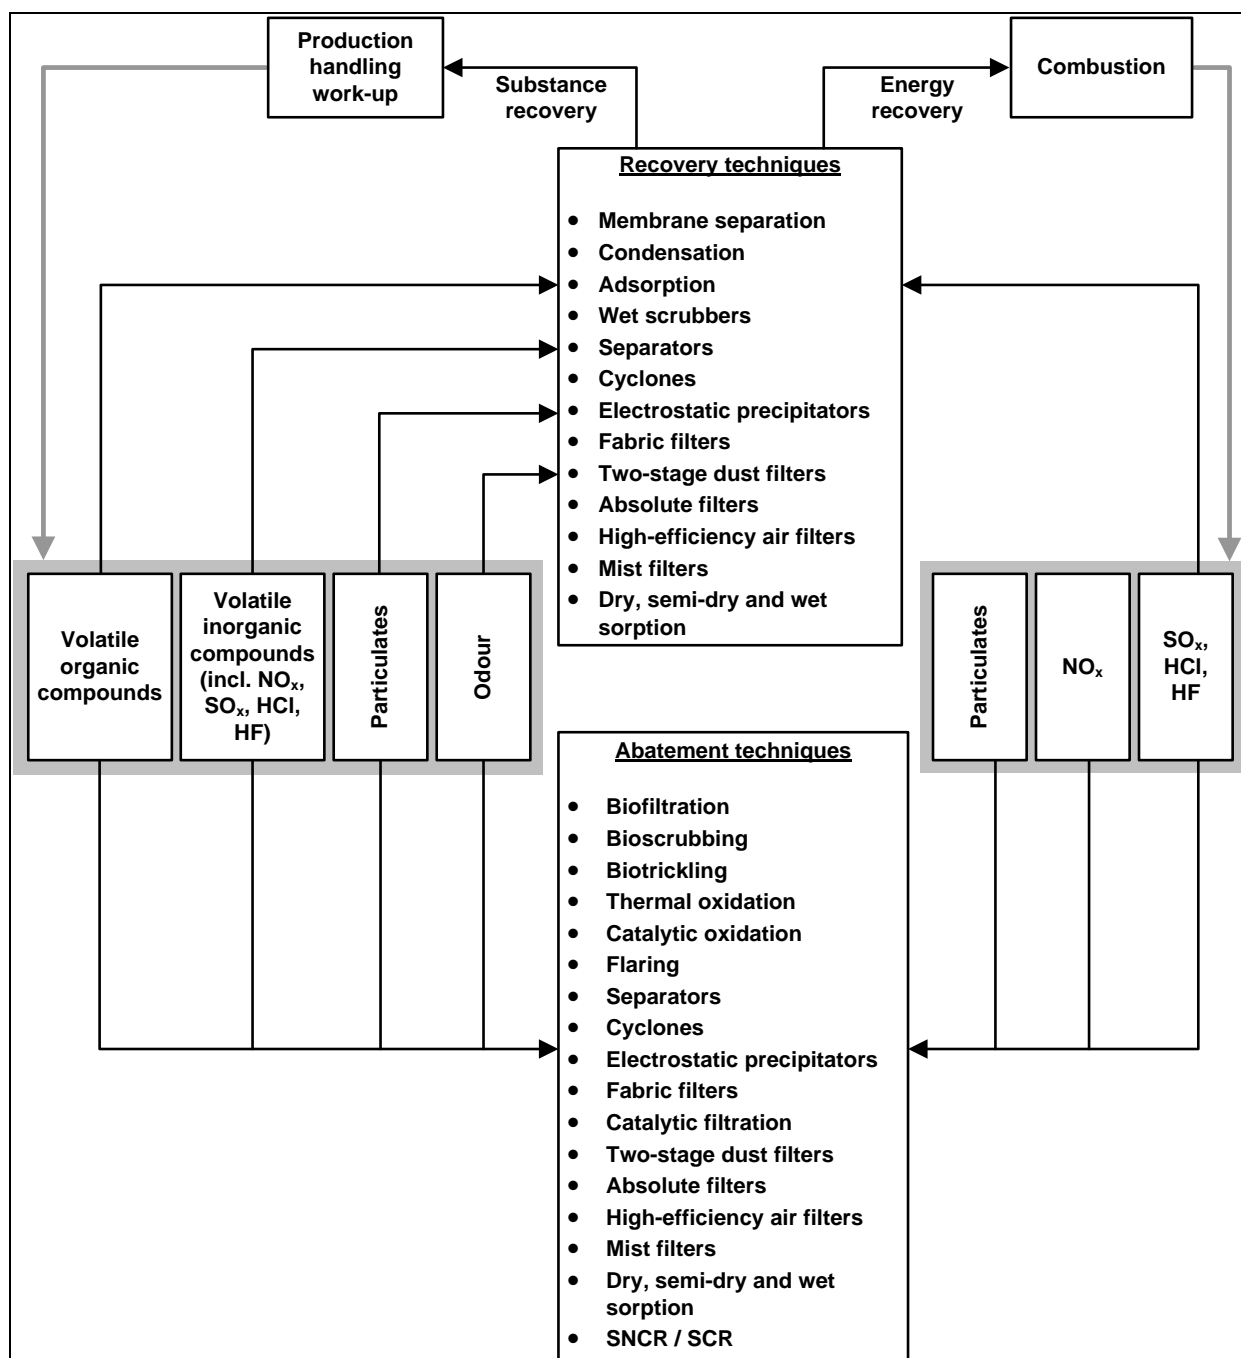 Production
handling
work-up
Substance
recovery
Energy
recovery
Combustion
Recovery techniques
• Membrane separation
• Condensation
• Adsorption
• Wet scrubbers
• Separators
• Cyclones
• Electrostatic precipitators
• Fabric filters
• Two-stage dust filters
• Absolute filters
• High-efficiency air filters
• Mist filters
• Dry, semi-dry and wet
sorption
Volatile
organic
compounds
Volatile
inorganic
compounds
(incl. NOx,
SOx, HCl,
HF)
Particulates
Odour
Particulates
NOx
SOx,
HCl,
HF
Abatement techniques
• Biofiltration
• Bioscrubbing
• Biotrickling
• Thermal oxidation
• Catalytic oxidation
• Flaring
• Separators
• Cyclones
• Electrostatic precipitators
• Fabric filters
• Catalytic filtration
• Two-stage dust filters
• Absolute filters
• High-efficiency air filters
• Mist filters
• Dry, semi-dry and wet
sorption
• SNCR / SCR